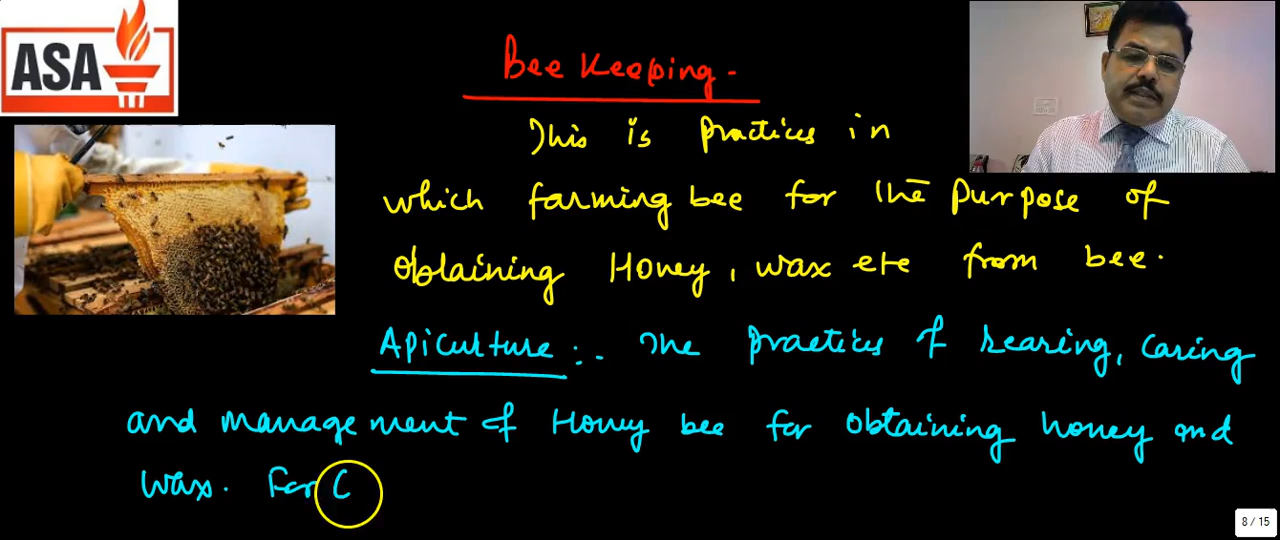 ASA
Bee Keeping -
This is practices in
which farming bee for the purpose of
obtaining Honey, wax etc from bee.
Apiculture :- The practices of rearing, caring
and management of Honey bee for obtaining honey and
wax. For C
8 / 15